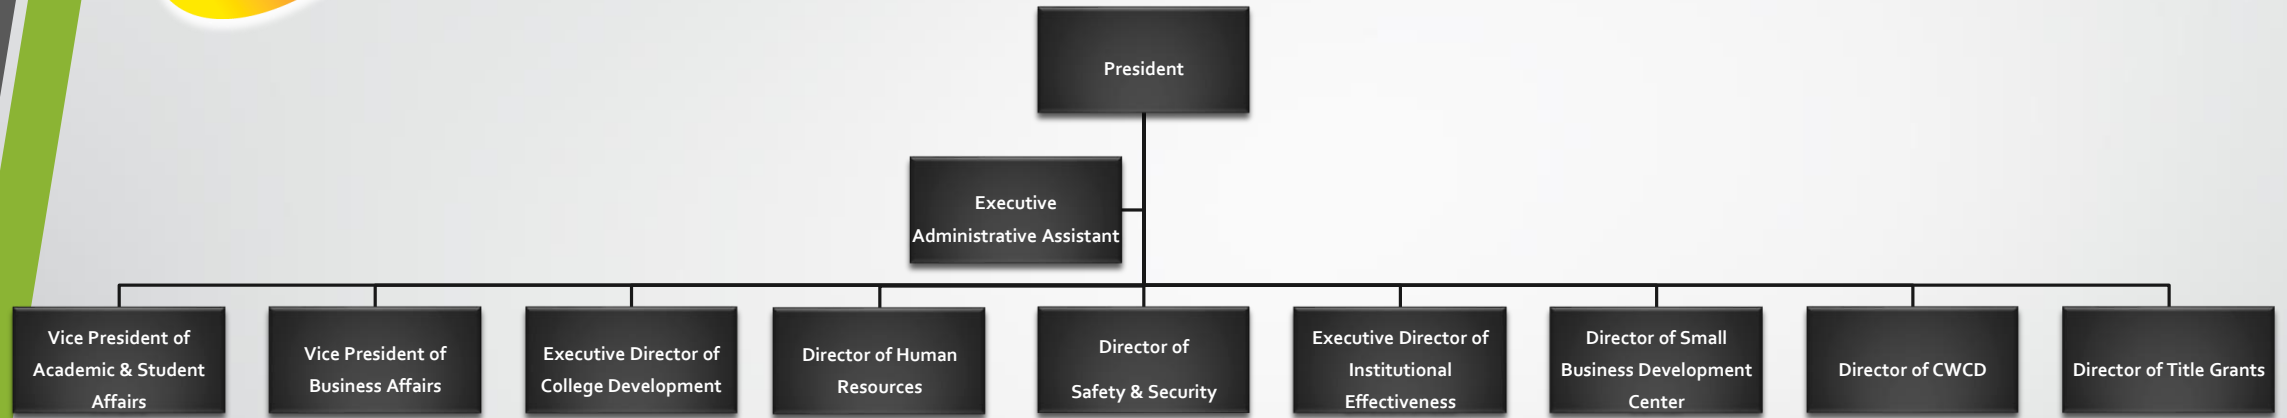 President
Executive
Administrative Assistant
Vice President of
Academic & Student
Affairs
Vice President of
Business Affairs
Executive Director of
College Development
Director of Human
Resources
Director of
Safety & Security
Executive Director of
Institutional
Effectiveness
Director of Small
Business Development
Center
Director of CWCD
Director of Title Grants